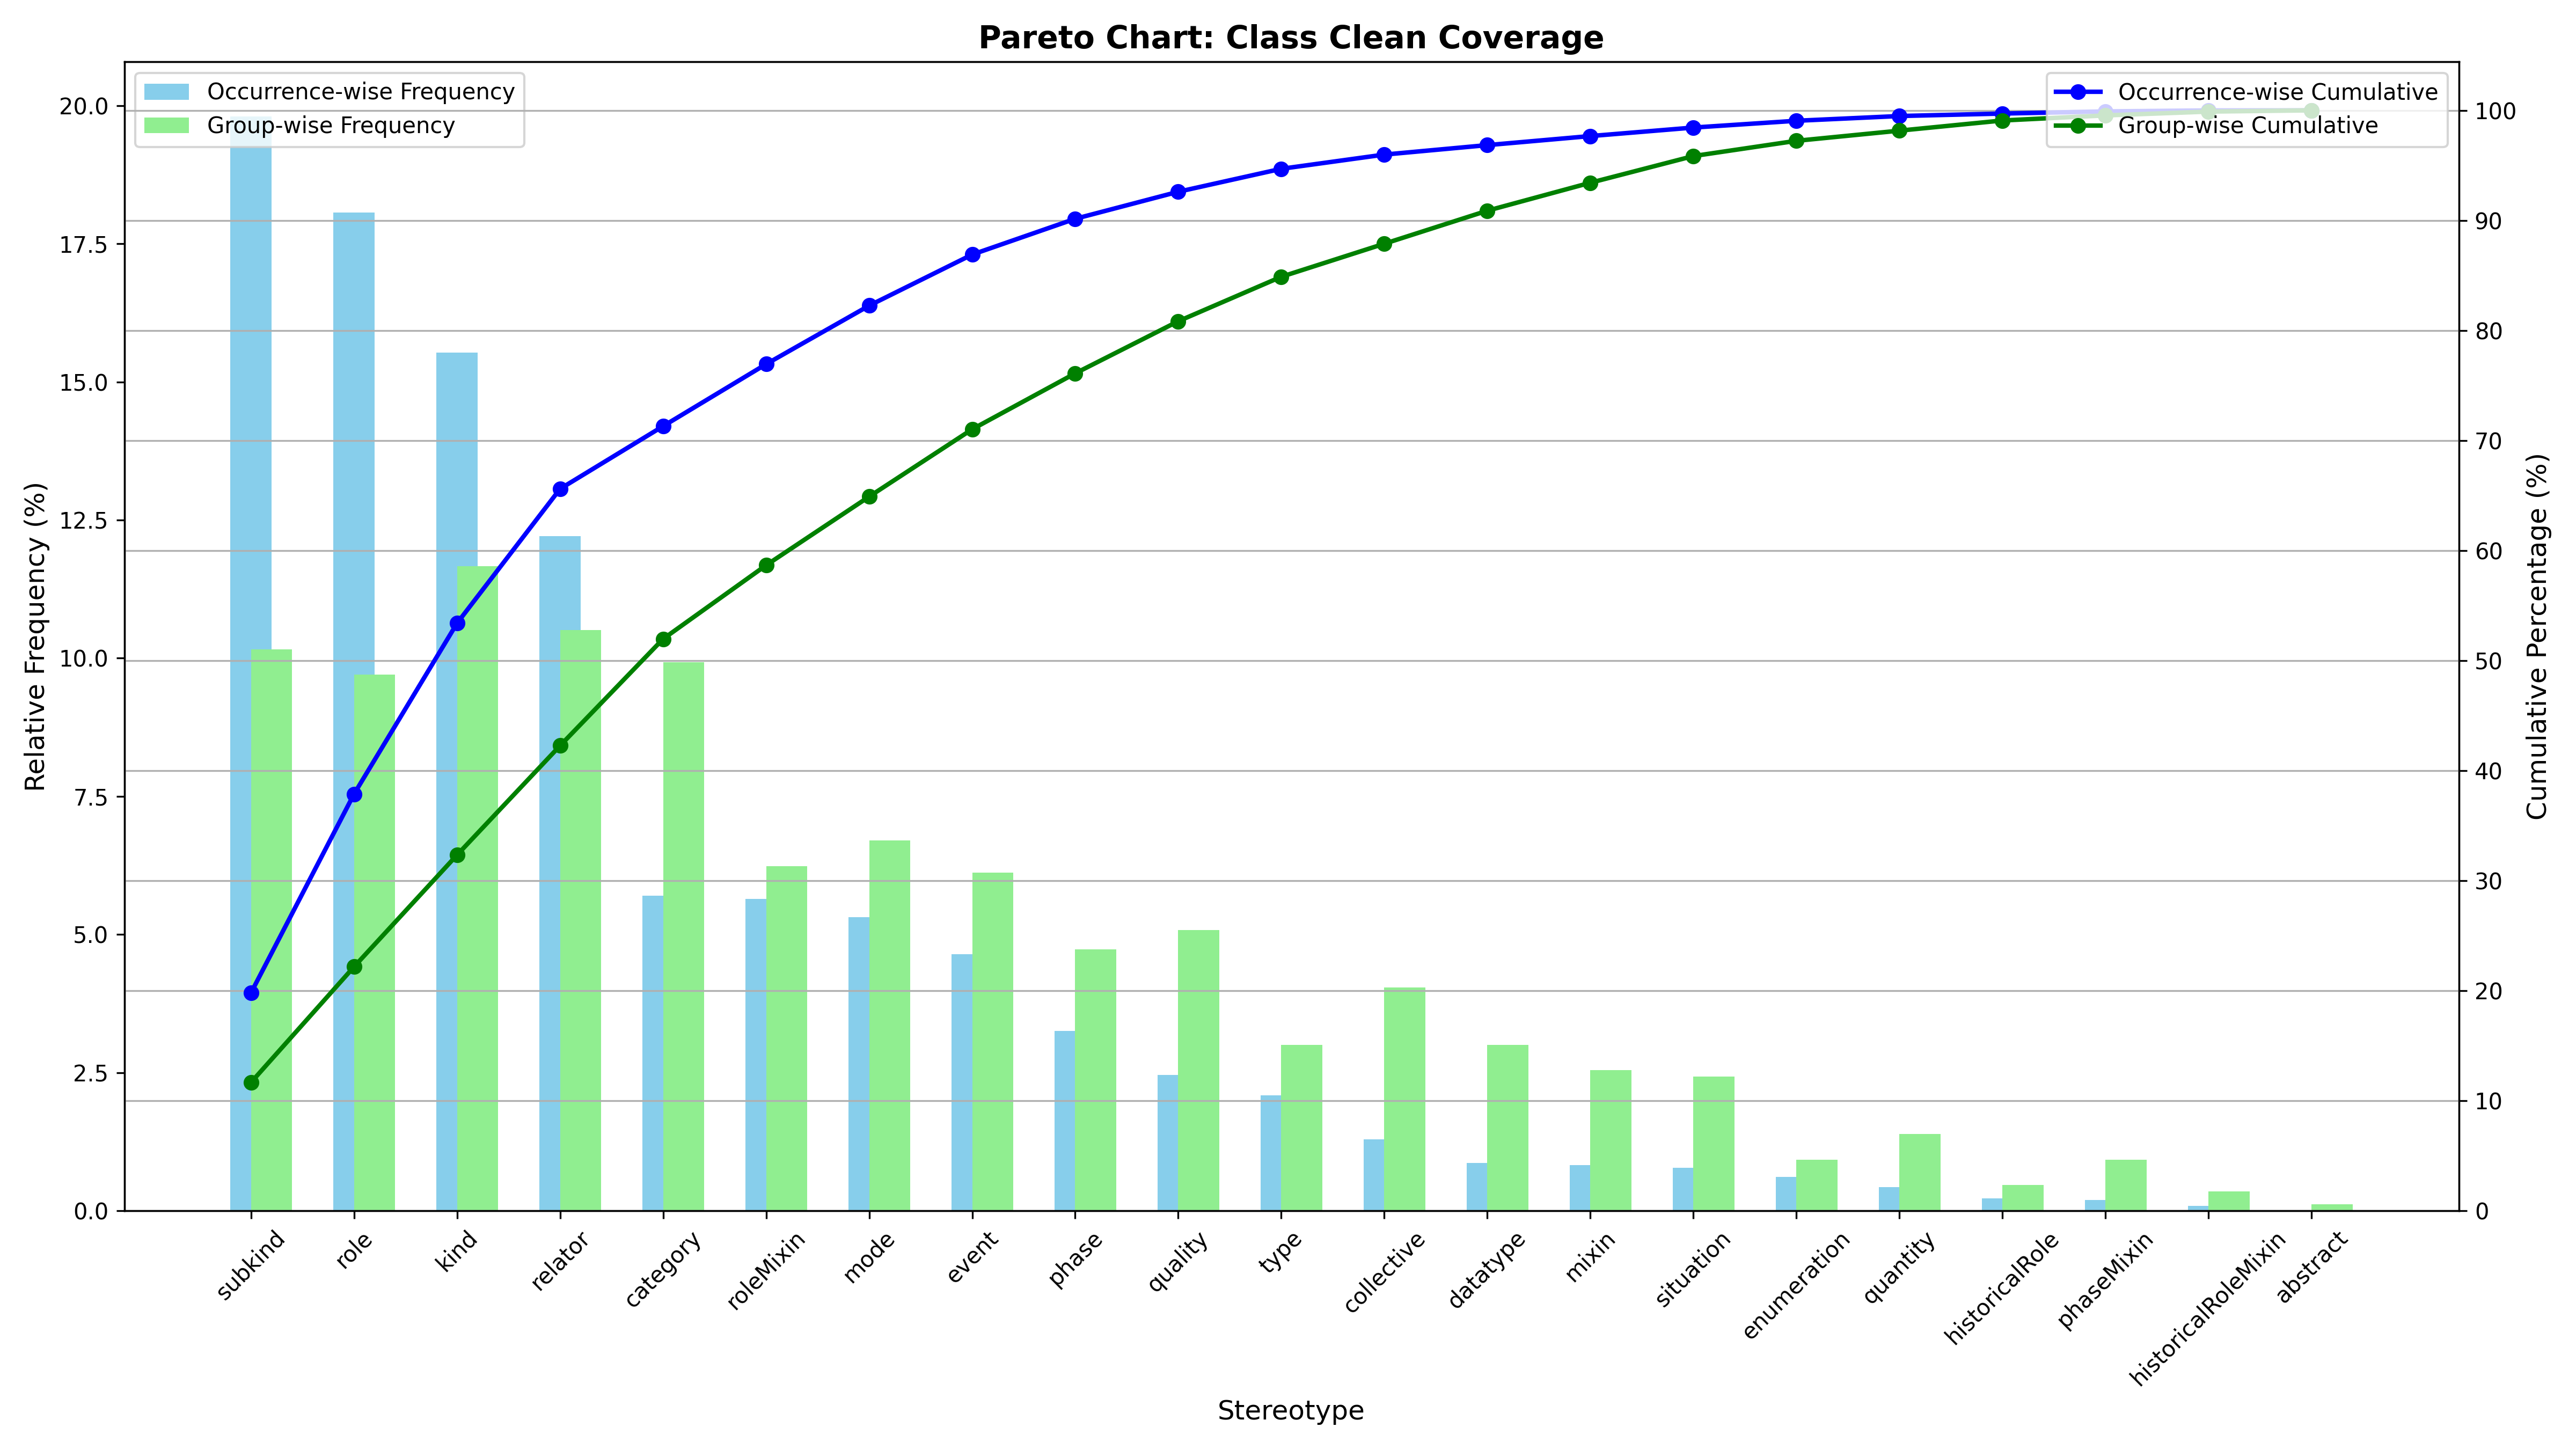 Pareto Chart: Class Clean Coverage
Occurrence-wise Frequency
Group-wise Frequency
Occurrence-wise Cumulative
Group-wise Cumulative
Relative Frequency (%)
20.0
17.5
15.0
12.5
10.0
7.5
5.0
2.5
0.0
Cumulative Percentage (%)
100
90
80
70
60
50
40
30
20
10
0
subkind
role
kind
relator
category
roleMixin
mode
event
phase
quality
type
collective
datatype
mixin
situation
enumeration
quantity
historicalRole
phaseMixin
historicalRoleMixin
abstract
Stereotype